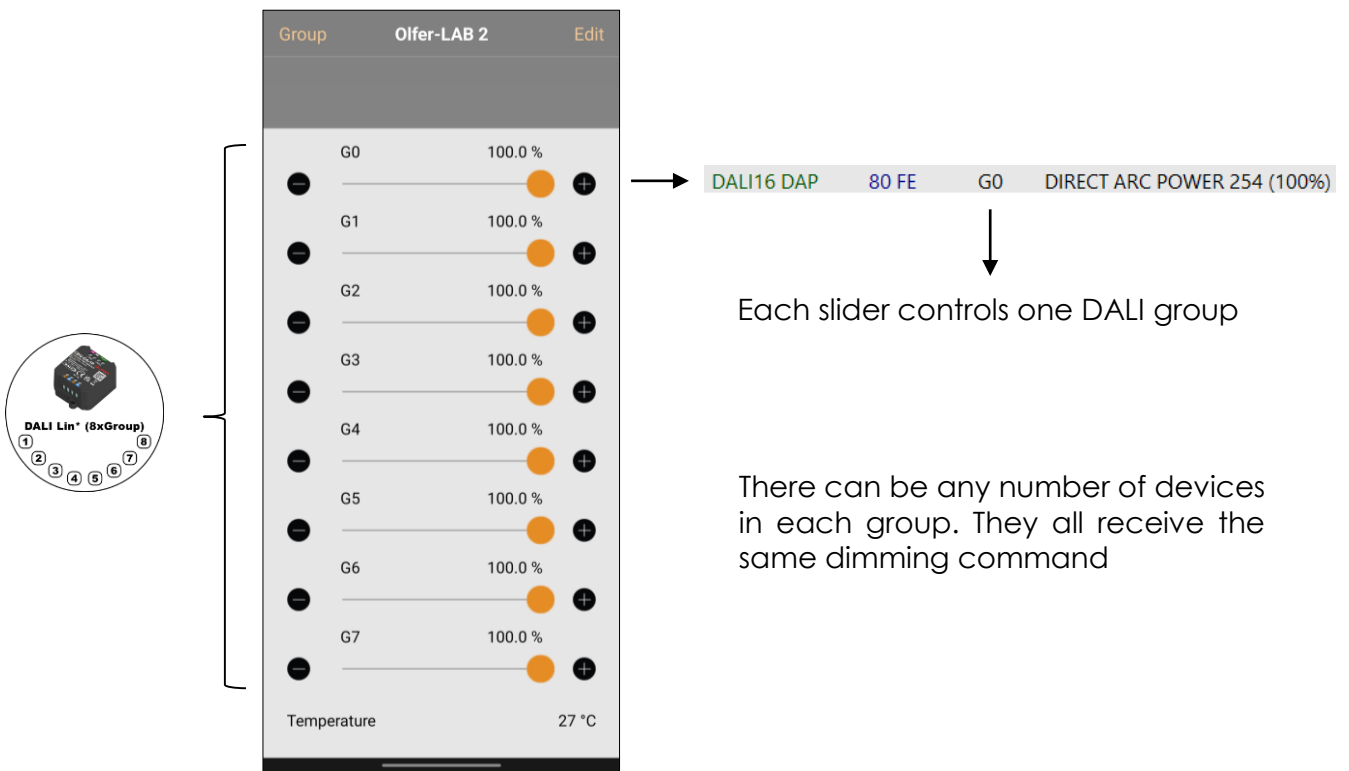 Group Olfer-LAB 2 Edit
G0 100.0 %
G1 100.0 %
G2 100.0 %
G3 100.0 %
G4 100.0 %
G5 100.0 %
G6 100.0 %
G7 100.0 %
Temperature 27 °C
DALI Lin* (8xGroup)
1 2 3 4 5 6 7 8
DALI16 DAP 80 FE G0 DIRECT ARC POWER 254 (100%)
Each slider controls one DALI group
There can be any number of devices
in each group. They all receive the
same dimming command